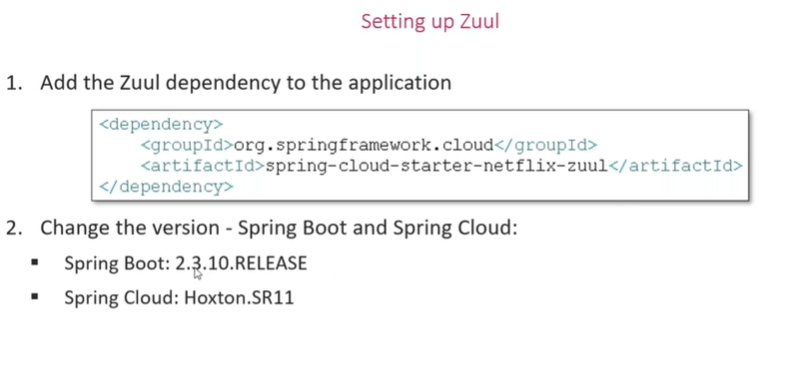 Setting up Zuul
1. Add the Zuul dependency to the application
<dependency>
<groupId>org.springframework.cloud</groupId>
<artifactId>spring-cloud-starter-netflix-zuul</artifactId>
</dependency>
2. Change the version - Spring Boot and Spring Cloud:
▪ Spring Boot: 2.3.10.RELEASE
▪ Spring Cloud: Hoxton.SR11